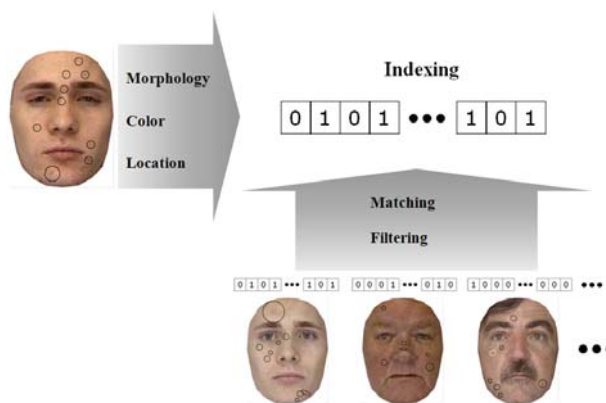 Morphology
Color
Location
Indexing
0 1 0 1 ••• 1 0 1
Matching
Filtering
0 1 0 1 ••• 1 0 1 0 0 0 1 ••• 0 1 0 1 0 0 0 ••• 0 0 0 •••
•••